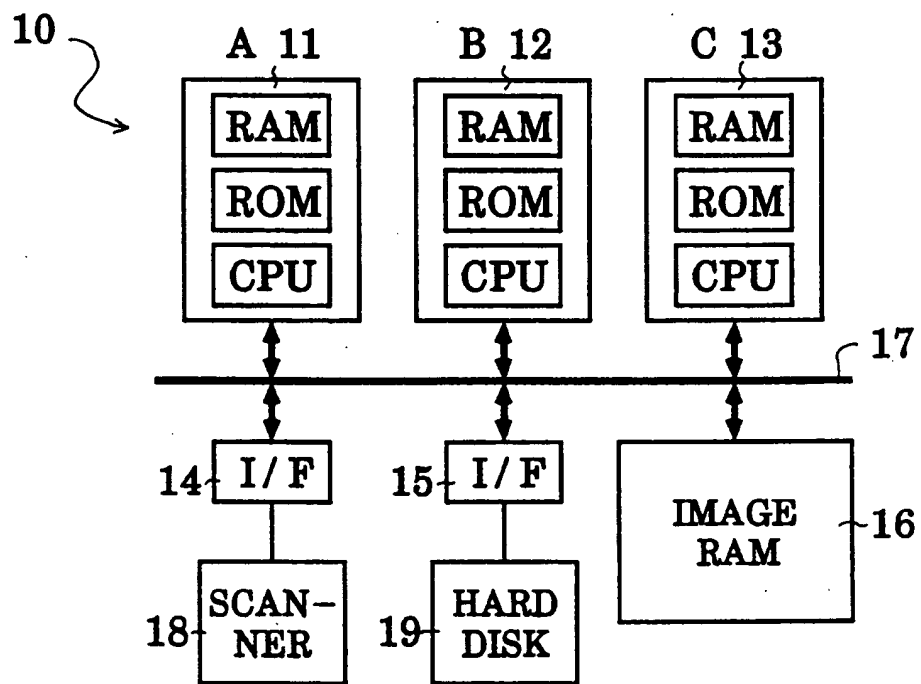 10
A 11
B 12
C 13
RAM
RAM
RAM
ROM
ROM
ROM
CPU
CPU
CPU
17
14
I/F
15
I/F
IMAGE
RAM
16
18
SCAN-
NER
19
HARD
DISK